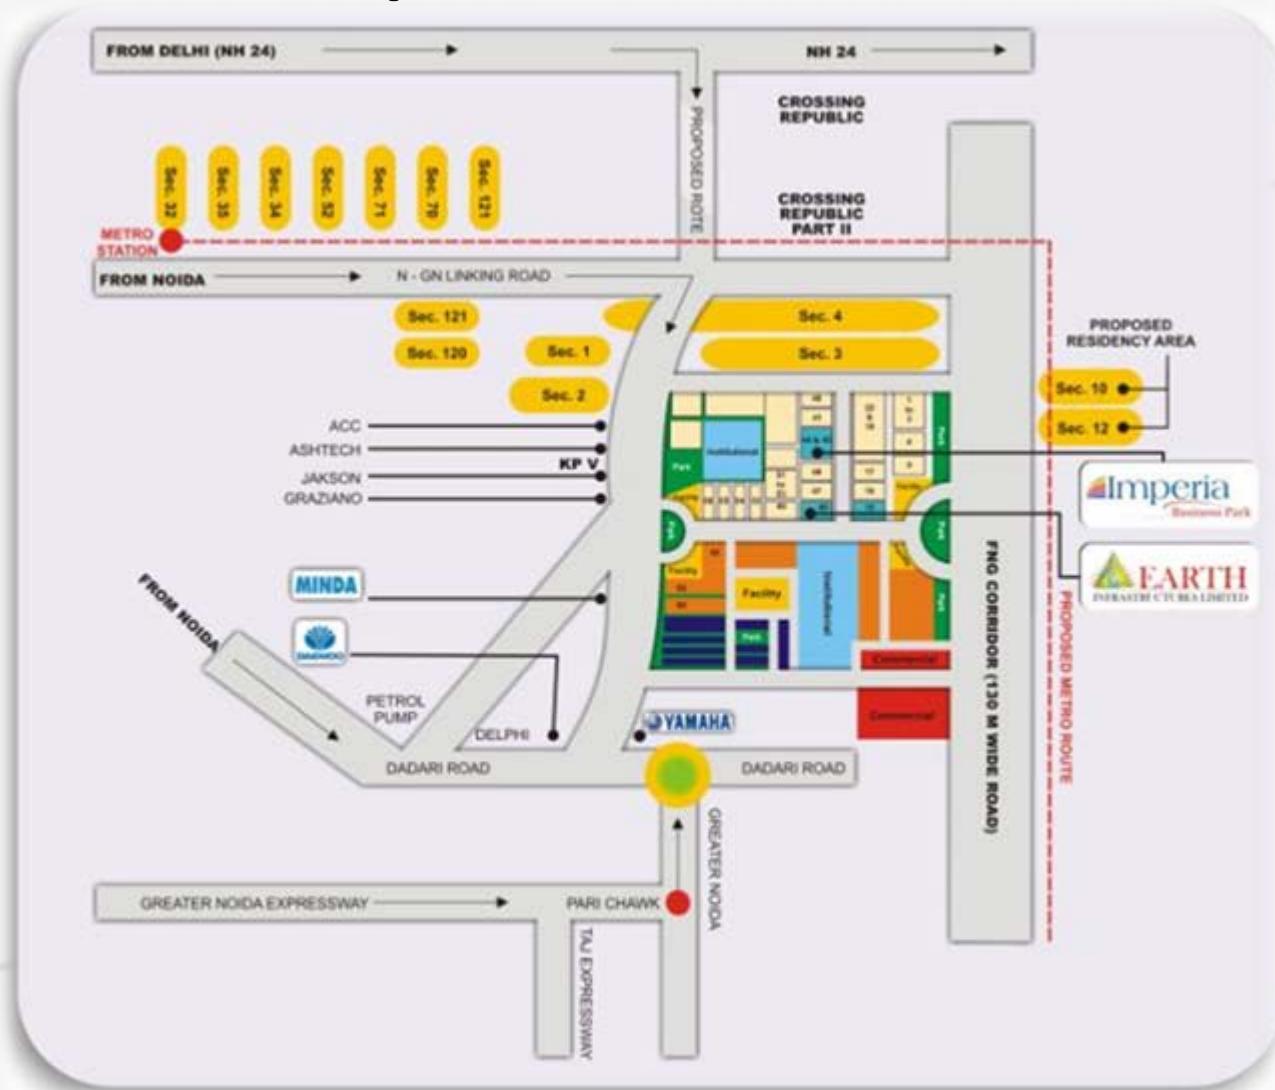 FROM DELHI (NH 24)
NH 24
CROSSING
REPUBLIC
PROPOSED ROTE
Sec. 32
Sec. 35
Sec. 34
Sec. 52
Sec. 71
Sec. 70
Sec. 121
CROSSING
REPUBLIC
PART II
METRO
STATION
FROM NOIDA
N - GN LINKING ROAD
Sec. 121
Sec. 4
Sec. 120
Sec. 1
Sec. 3
Sec. 2
PROPOSED
RESIDENCY AREA
Sec. 10
Sec. 12
ACC
ASHTECH
KP V
JAKSON
GRAZIANO
Institutional
Park
Park
Imperia
Business Park
Park
Park
EARTH
INFRASTRUCTURES LIMITED
MINDA
DAEWOO
Facility
Facility
Institutional
Park
Park
Commercial
Commercial
FROM NOIDA
PETROL
PUMP
DELPHI
YAMAHA
DADARI ROAD
DADARI ROAD
FNG CORRIDOR (130 M WIDE ROAD)
PROPOSED METRO ROUTE
GREATER NOIDA
GREATER NOIDA EXPRESSWAY
PARI CHAWK
TAJ EXPRESSWAY